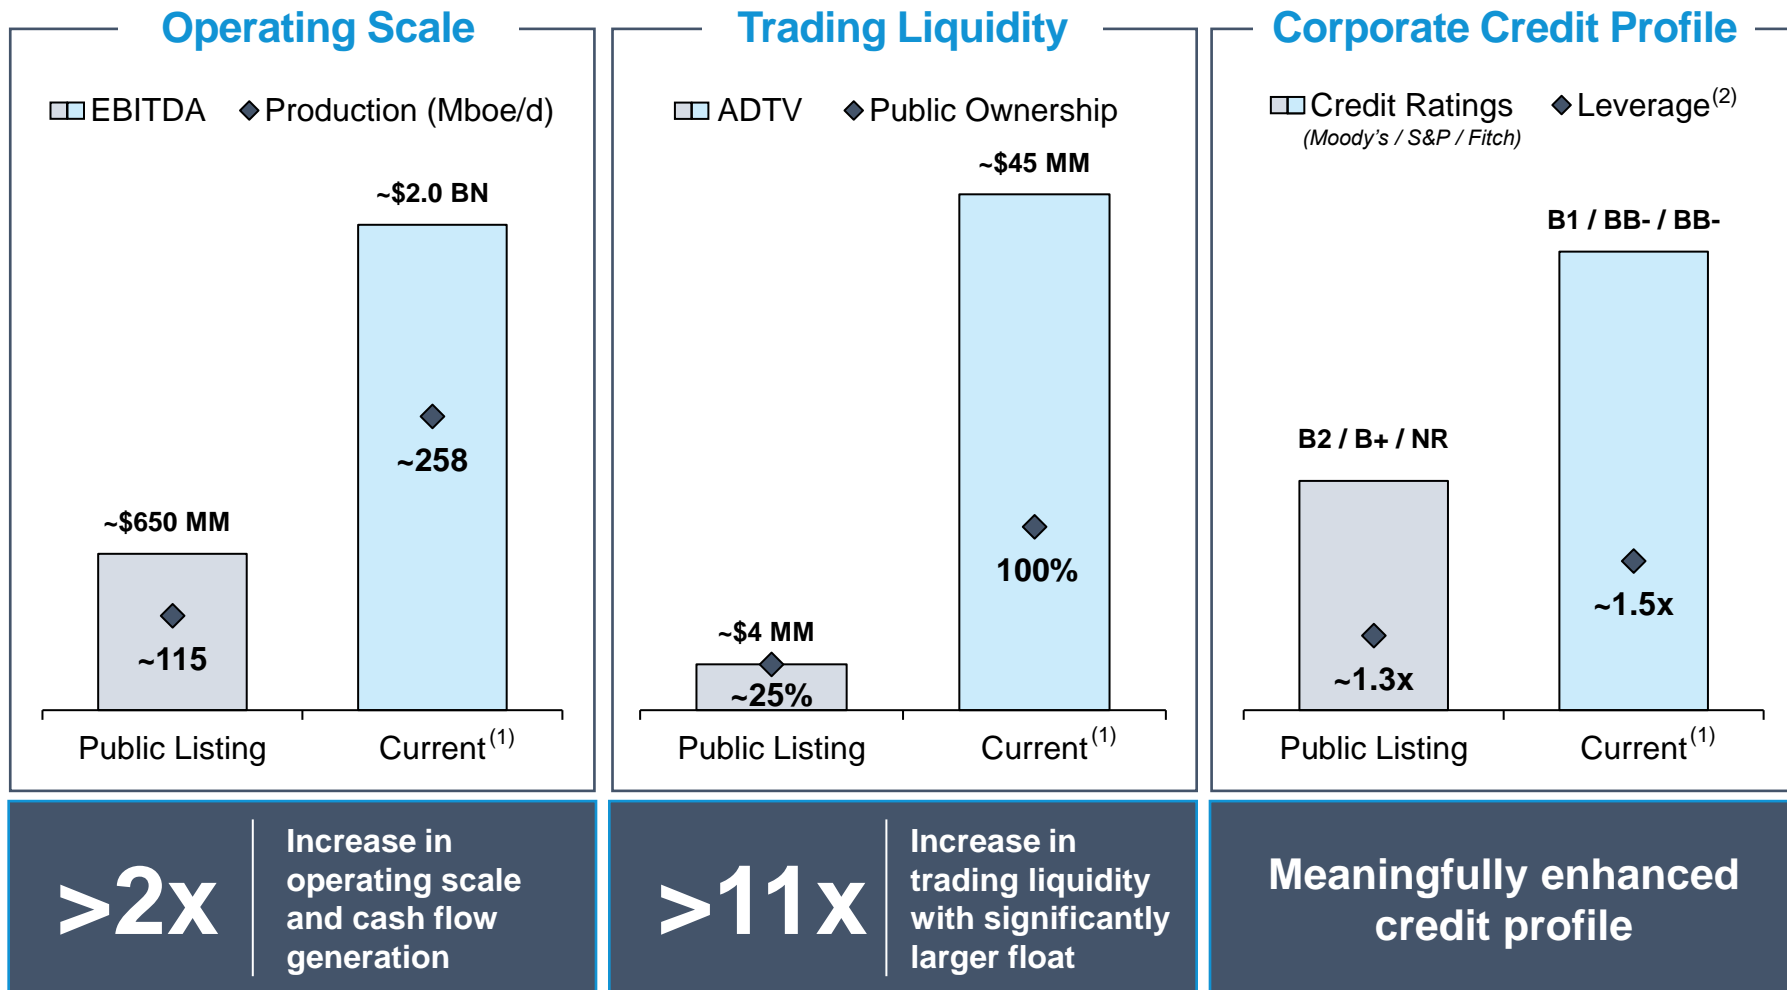 Operating Scale
EBITDA
Production (Mboe/d)
~$2.0 BN
~258
~$650 MM
~115
Public Listing
Current(1)
>2x
Increase in
operating scale
and cash flow
generation
Trading Liquidity
ADTV
Public Ownership
~$45 MM
100%
~$4 MM
~25%
Public Listing
Current(1)
>11x
Increase in
trading liquidity
with significantly
larger float
Corporate Credit Profile
Credit Ratings
(Moody's / S&P / Fitch)
Leverage(2)
B1 / BB- / BB-
B2 / B+ / NR
~1.5x
~1.3x
Public Listing
Current(1)
Meaningfully enhanced
credit profile